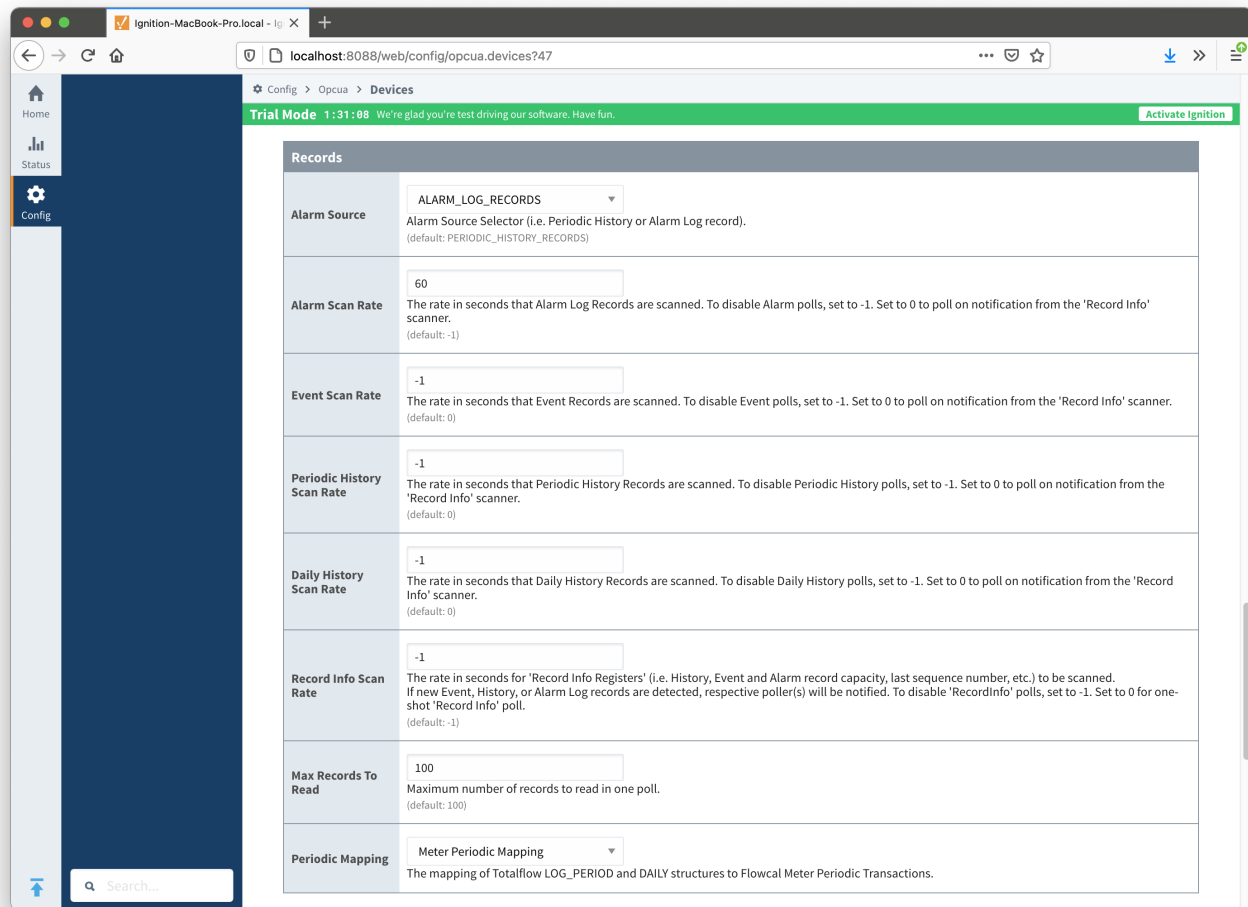 Ignition-MacBook-Pro.local - Ig
localhost:8088/web/config/opcua.devices?47
Home
Status
Config
Config > Opcua > Devices
Trial Mode 1:31:08 We're glad you're test driving our software. Have fun.
Activate Ignition
Records
Alarm Source
ALARM_LOG_RECORDS
Alarm Source Selector (i.e. Periodic History or Alarm Log record).
(default: PERIODIC_HISTORY_RECORDS)
Alarm Scan Rate
60
The rate in seconds that Alarm Log Records are scanned. To disable Alarm polls, set to -1. Set to 0 to poll on notification from the 'Record Info'
scanner.
(default: -1)
Event Scan Rate
-1
The rate in seconds that Event Records are scanned. To disable Event polls, set to -1. Set to 0 to poll on notification from the 'Record Info' scanner.
(default: 0)
Periodic History
Scan Rate
-1
The rate in seconds that Periodic History Records are scanned. To disable Periodic History polls, set to -1. Set to 0 to poll on notification from the
'Record Info' scanner.
(default: 0)
Daily History
Scan Rate
-1
The rate in seconds that Daily History Records are scanned. To disable Daily History polls, set to -1. Set to 0 to poll on notification from the 'Record
Info' scanner.
(default: 0)
Record Info Scan
Rate
-1
The rate in seconds for 'Record Info Registers' (i.e. History, Event and Alarm record capacity, last sequence number, etc.) to be scanned.
If new Event, History, or Alarm Log records are detected, respective poller(s) will be notified. To disable 'RecordInfo' polls, set to -1. Set to 0 for one-
shot 'Record Info' poll.
(default: -1)
Max Records To
Read
100
Maximum number of records to read in one poll.
(default: 100)
Periodic Mapping
Meter Periodic Mapping
The mapping of Totalflow LOG_PERIOD and DAILY structures to Flowcal Meter Periodic Transactions.
Search...